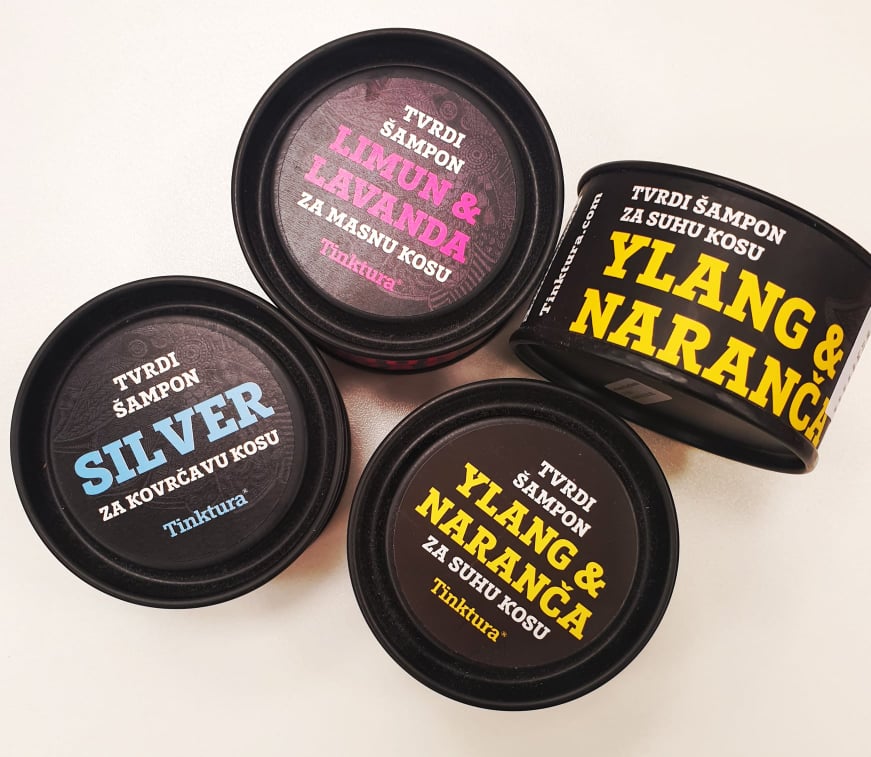 TVRDI
ŠAMPON
LIMUN &
LAVANDA
ZA MASNU KOSU
Tinktura®
TVRDI ŠAMPON
ZA SUHU KOSU
YLANG &
NARANČA
Tinktura.com
TVRDI
ŠAMPON
SILVER
ZA KOVRČAVU KOSU
Tinktura®
TVRDI
ŠAMPON
YLANG &
NARANČA
ZA SUHU KOSU
Tinktura®